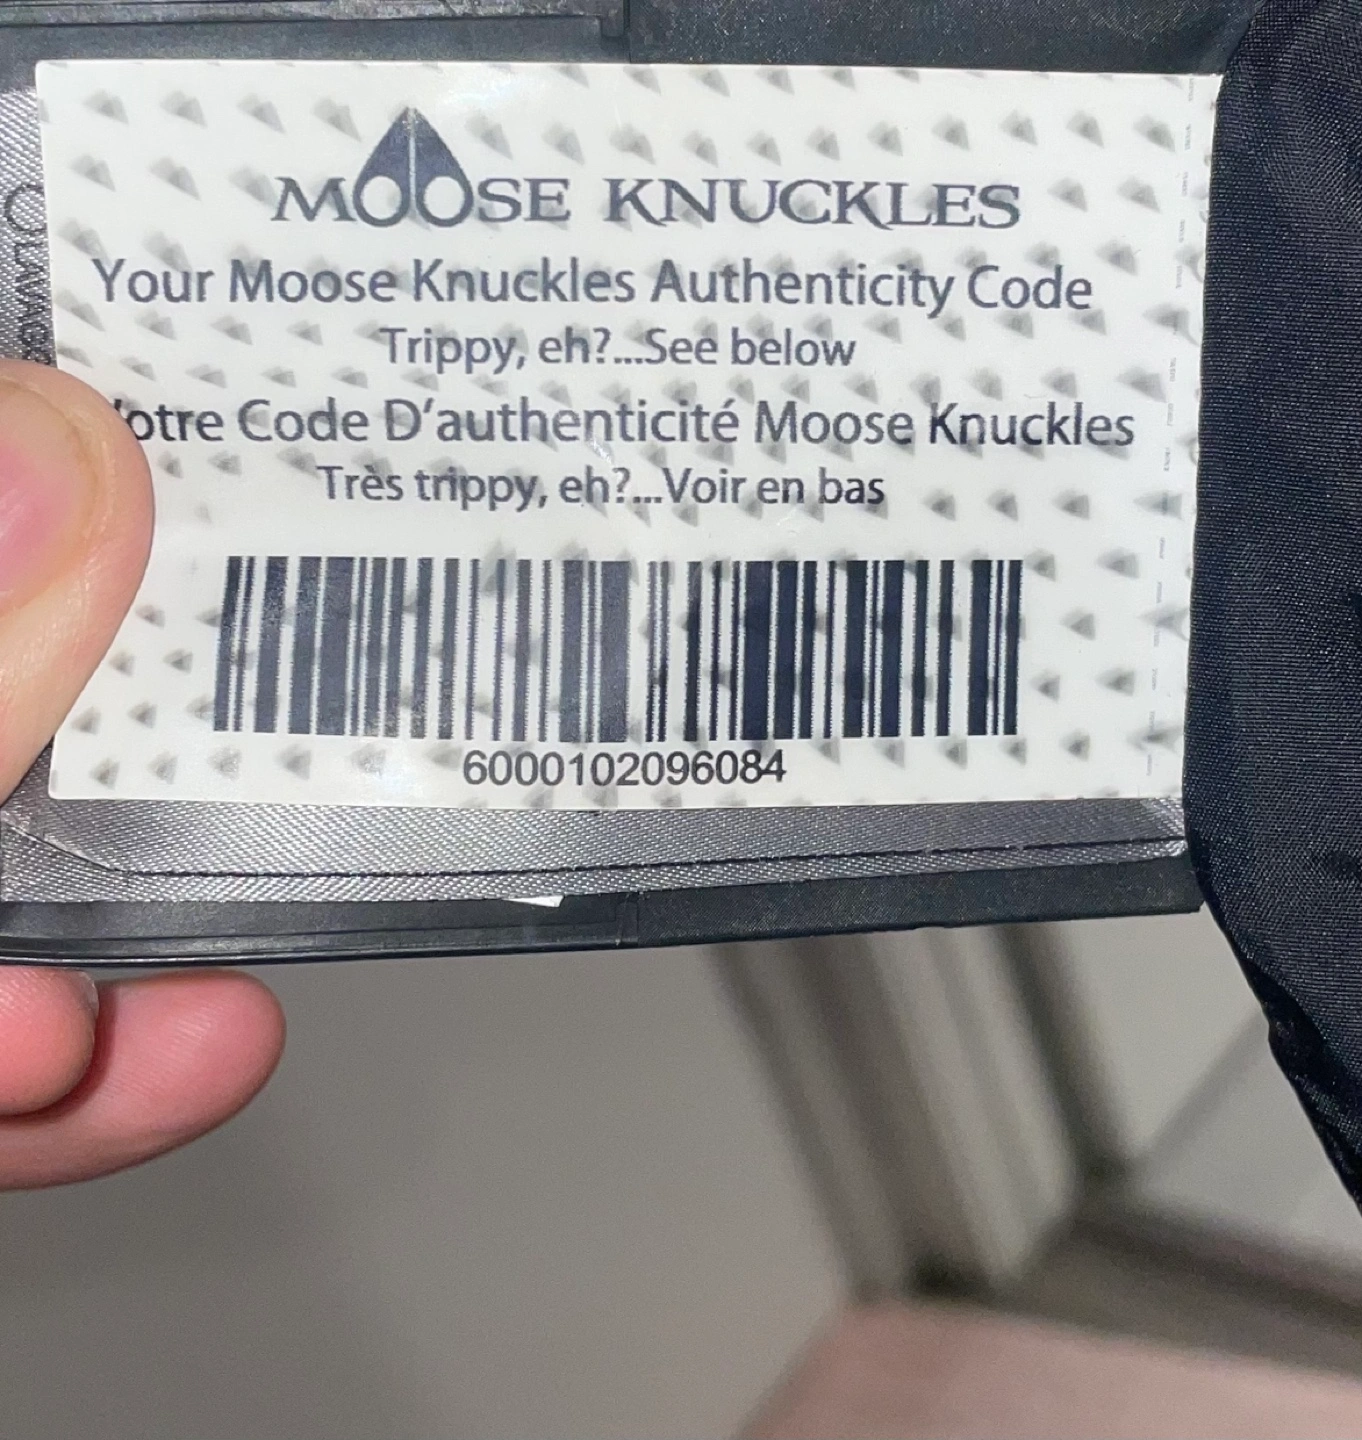 MOOSE KNUCKLES
Your Moose Knuckles Authenticity Code
Trippy, eh?...See below
otre Code D'authenticité Moose Knuckles
Très trippy, eh?...Voir en bas
6000102096084